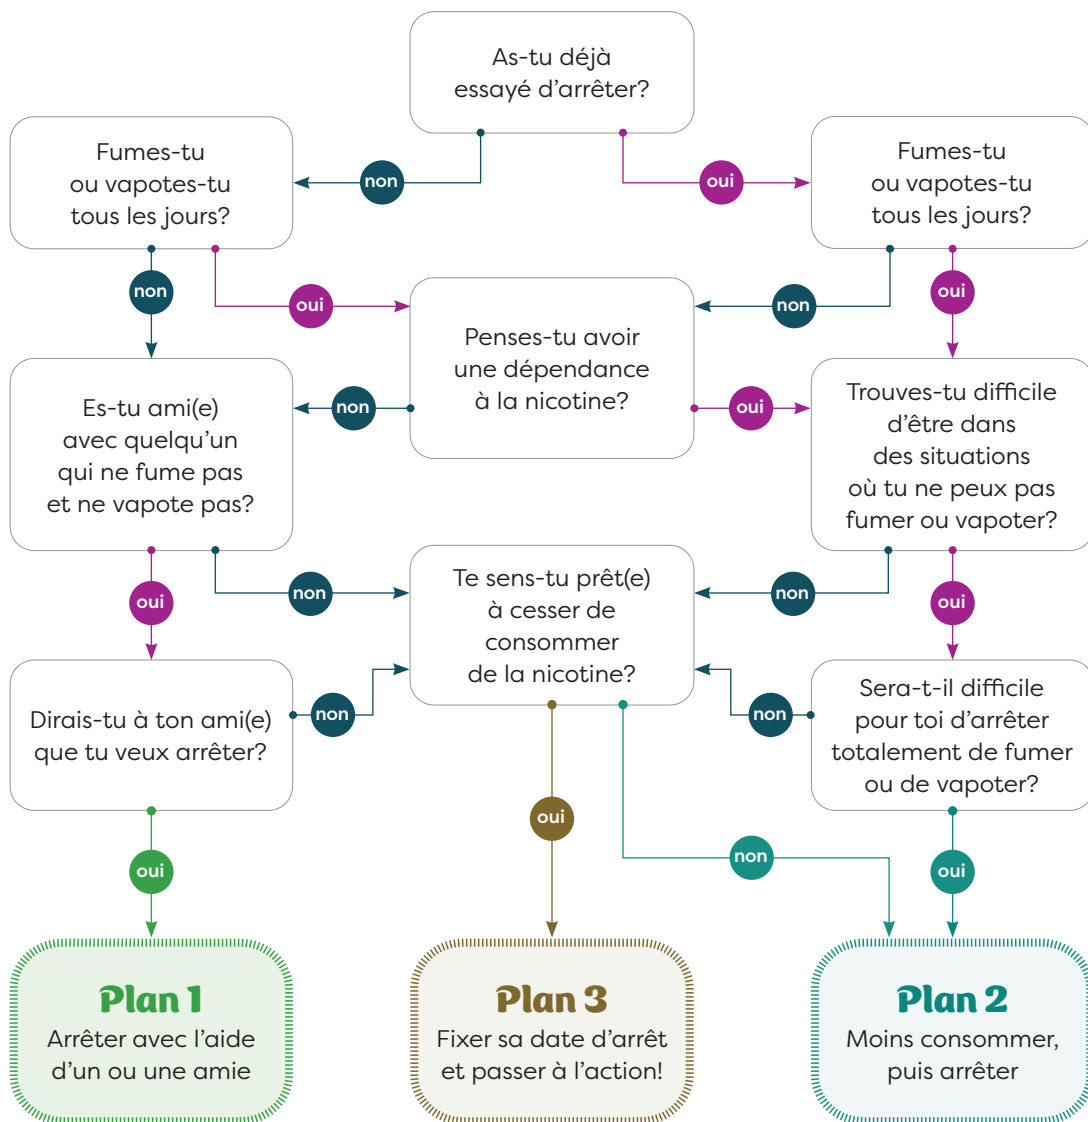 As-tu déjà
essayé d'arrêter?
Fumes-tu
ou vapotes-tu
tous les jours?
non
oui
Fumes-tu
ou vapotes-tu
tous les jours?
non
oui
non
oui
Penses-tu avoir
une dépendance
à la nicotine?
Es-tu ami(e)
avec quelqu'un
qui ne fume pas
et ne vapote pas?
non
oui
Trouves-tu difficile
d'être dans
des situations
où tu ne peux pas
fumer ou vapoter?
oui
non
Te sens-tu prêt(e)
à cesser de
consommer
de la nicotine?
non
oui
Dirais-tu à ton ami(e)
que tu veux arrêter?
non
non
Sera-t-il difficile
pour toi d'arrêter
totalement de fumer
ou de vapoter?
oui
oui
non
oui
Plan 1
Arrêter avec l'aide
d'un ou une amie
Plan 3
Fixer sa date d'arrêt
et passer à l'action!
Plan 2
Moins consommer,
puis arrêter